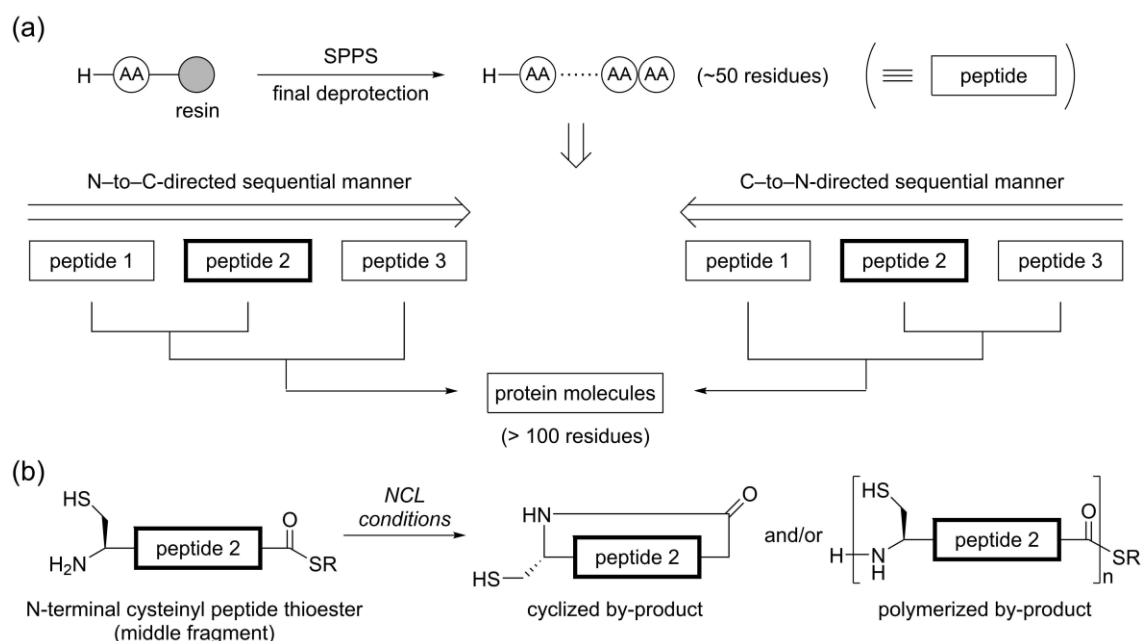 (a)
H
AA
resin
SPPS
final deprotection
H
AA
AA
AA
(~50 residues)
peptide
N–to–C-directed sequential manner
C–to–N-directed sequential manner
peptide 1
peptide 2
peptide 3
peptide 1
peptide 2
peptide 3
protein molecules
(> 100 residues)
(b)
HS
H2N
peptide 2
O
SR
N-terminal cysteinyl peptide thioester
(middle fragment)
NCL
conditions
HN
O
peptide 2
HS
cyclized by-product
and/or
HS
H
N
H
peptide 2
O
SR
n
polymerized by-product